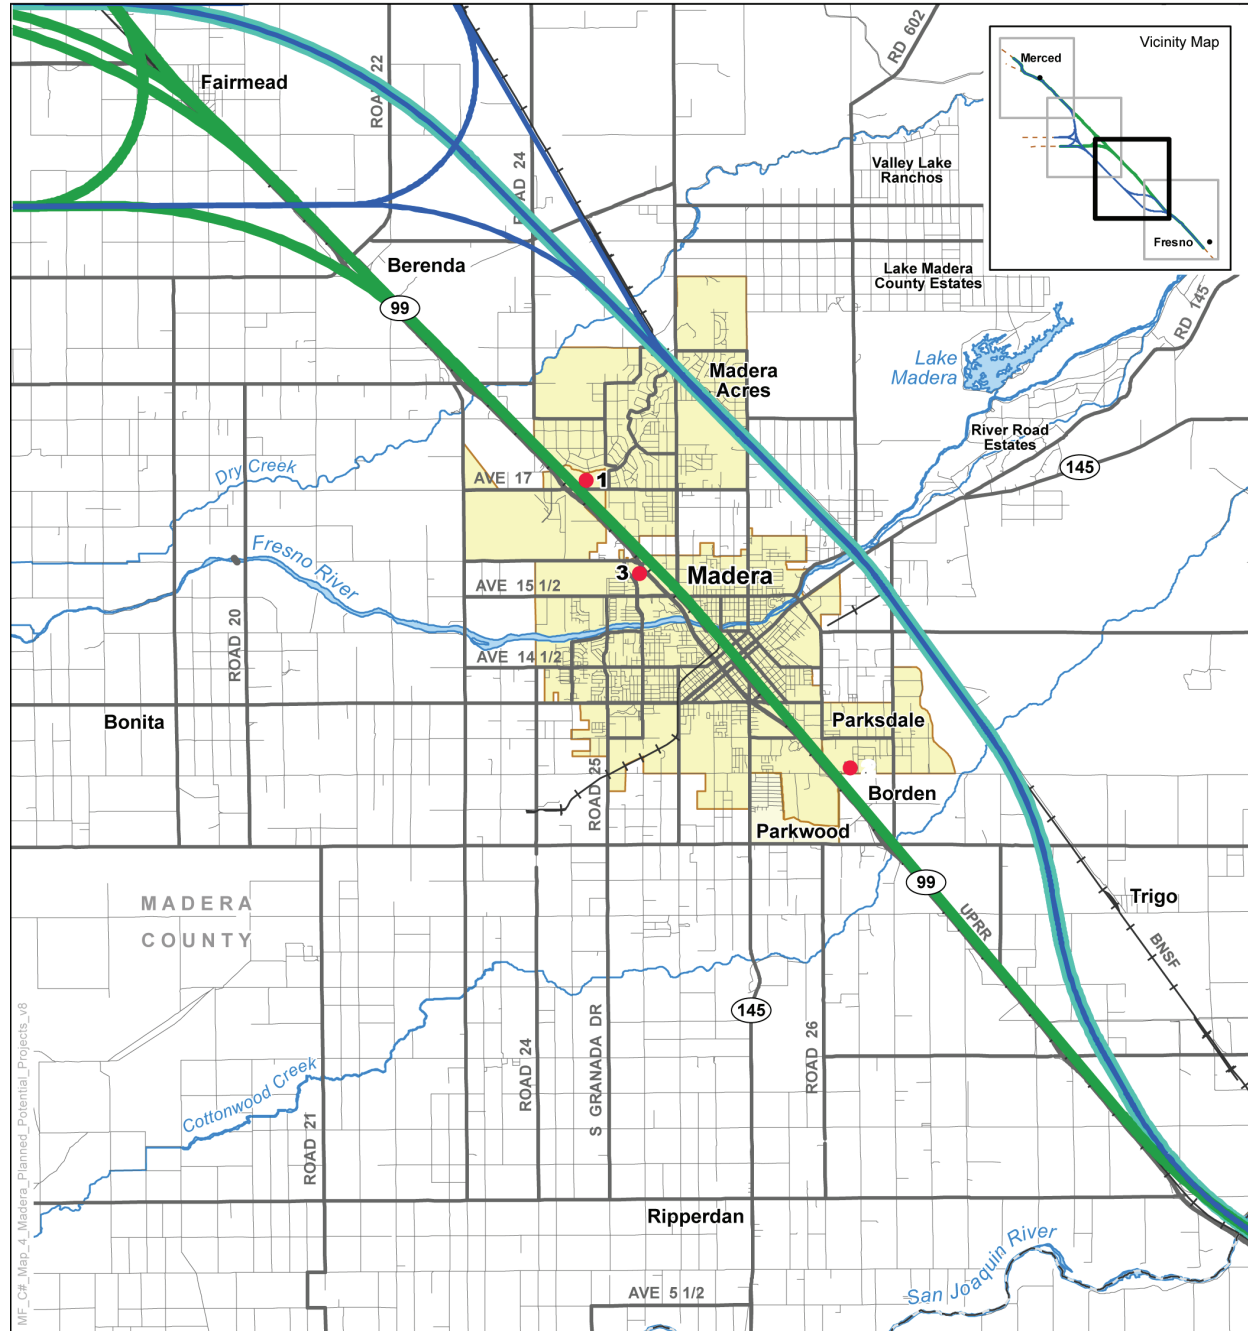 RD 602
Vicinity Map
Merced
Fresno
Fairmead
ROAD 22
ROAD 24
Valley Lake
Ranchos
Berenda
Lake Madera
County Estates
99
RD 145
Lake
Madera
Madera
Acres
River Road
Estates
145
Dry Creek
AVE 17
1
Fresno River
3
Madera
AVE 15 1/2
ROAD 20
AVE 14 1/2
Bonita
Parksdale
ROAD 25
Borden
Parkwood
99
MADERA
COUNTY
Trigo
UPRR
BNSF
145
S GRANADA DR
ROAD 24
ROAD 26
Cottonwood Creek
ROAD 21
MF_C#_Map_4_Madera_Planned_Potential_Projects_v8
Ripperdan
San Joaquin River
AVE 5 1/2